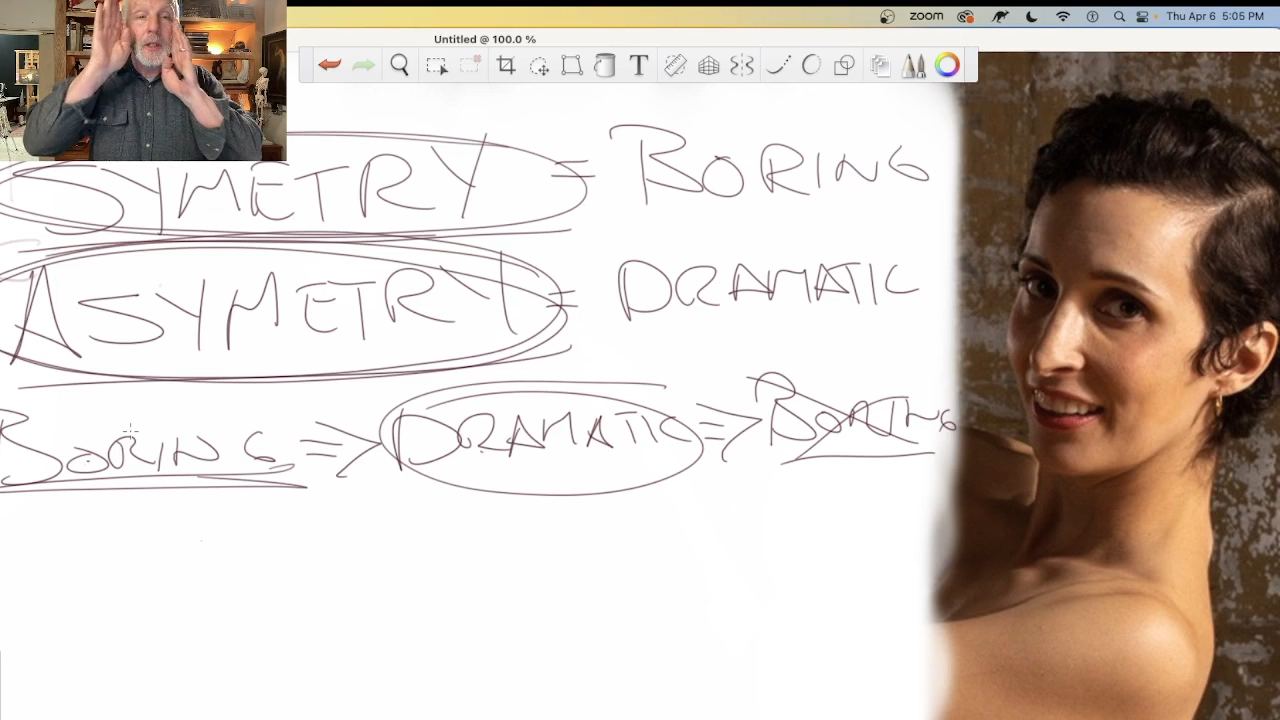 zoom
Thu Apr 6 5:05 PM
Untitled @ 100.0 %
T
SYMETRY = BORING
ASYMETRY = DRAMATIC
BORING => DRAMATIC => BORING